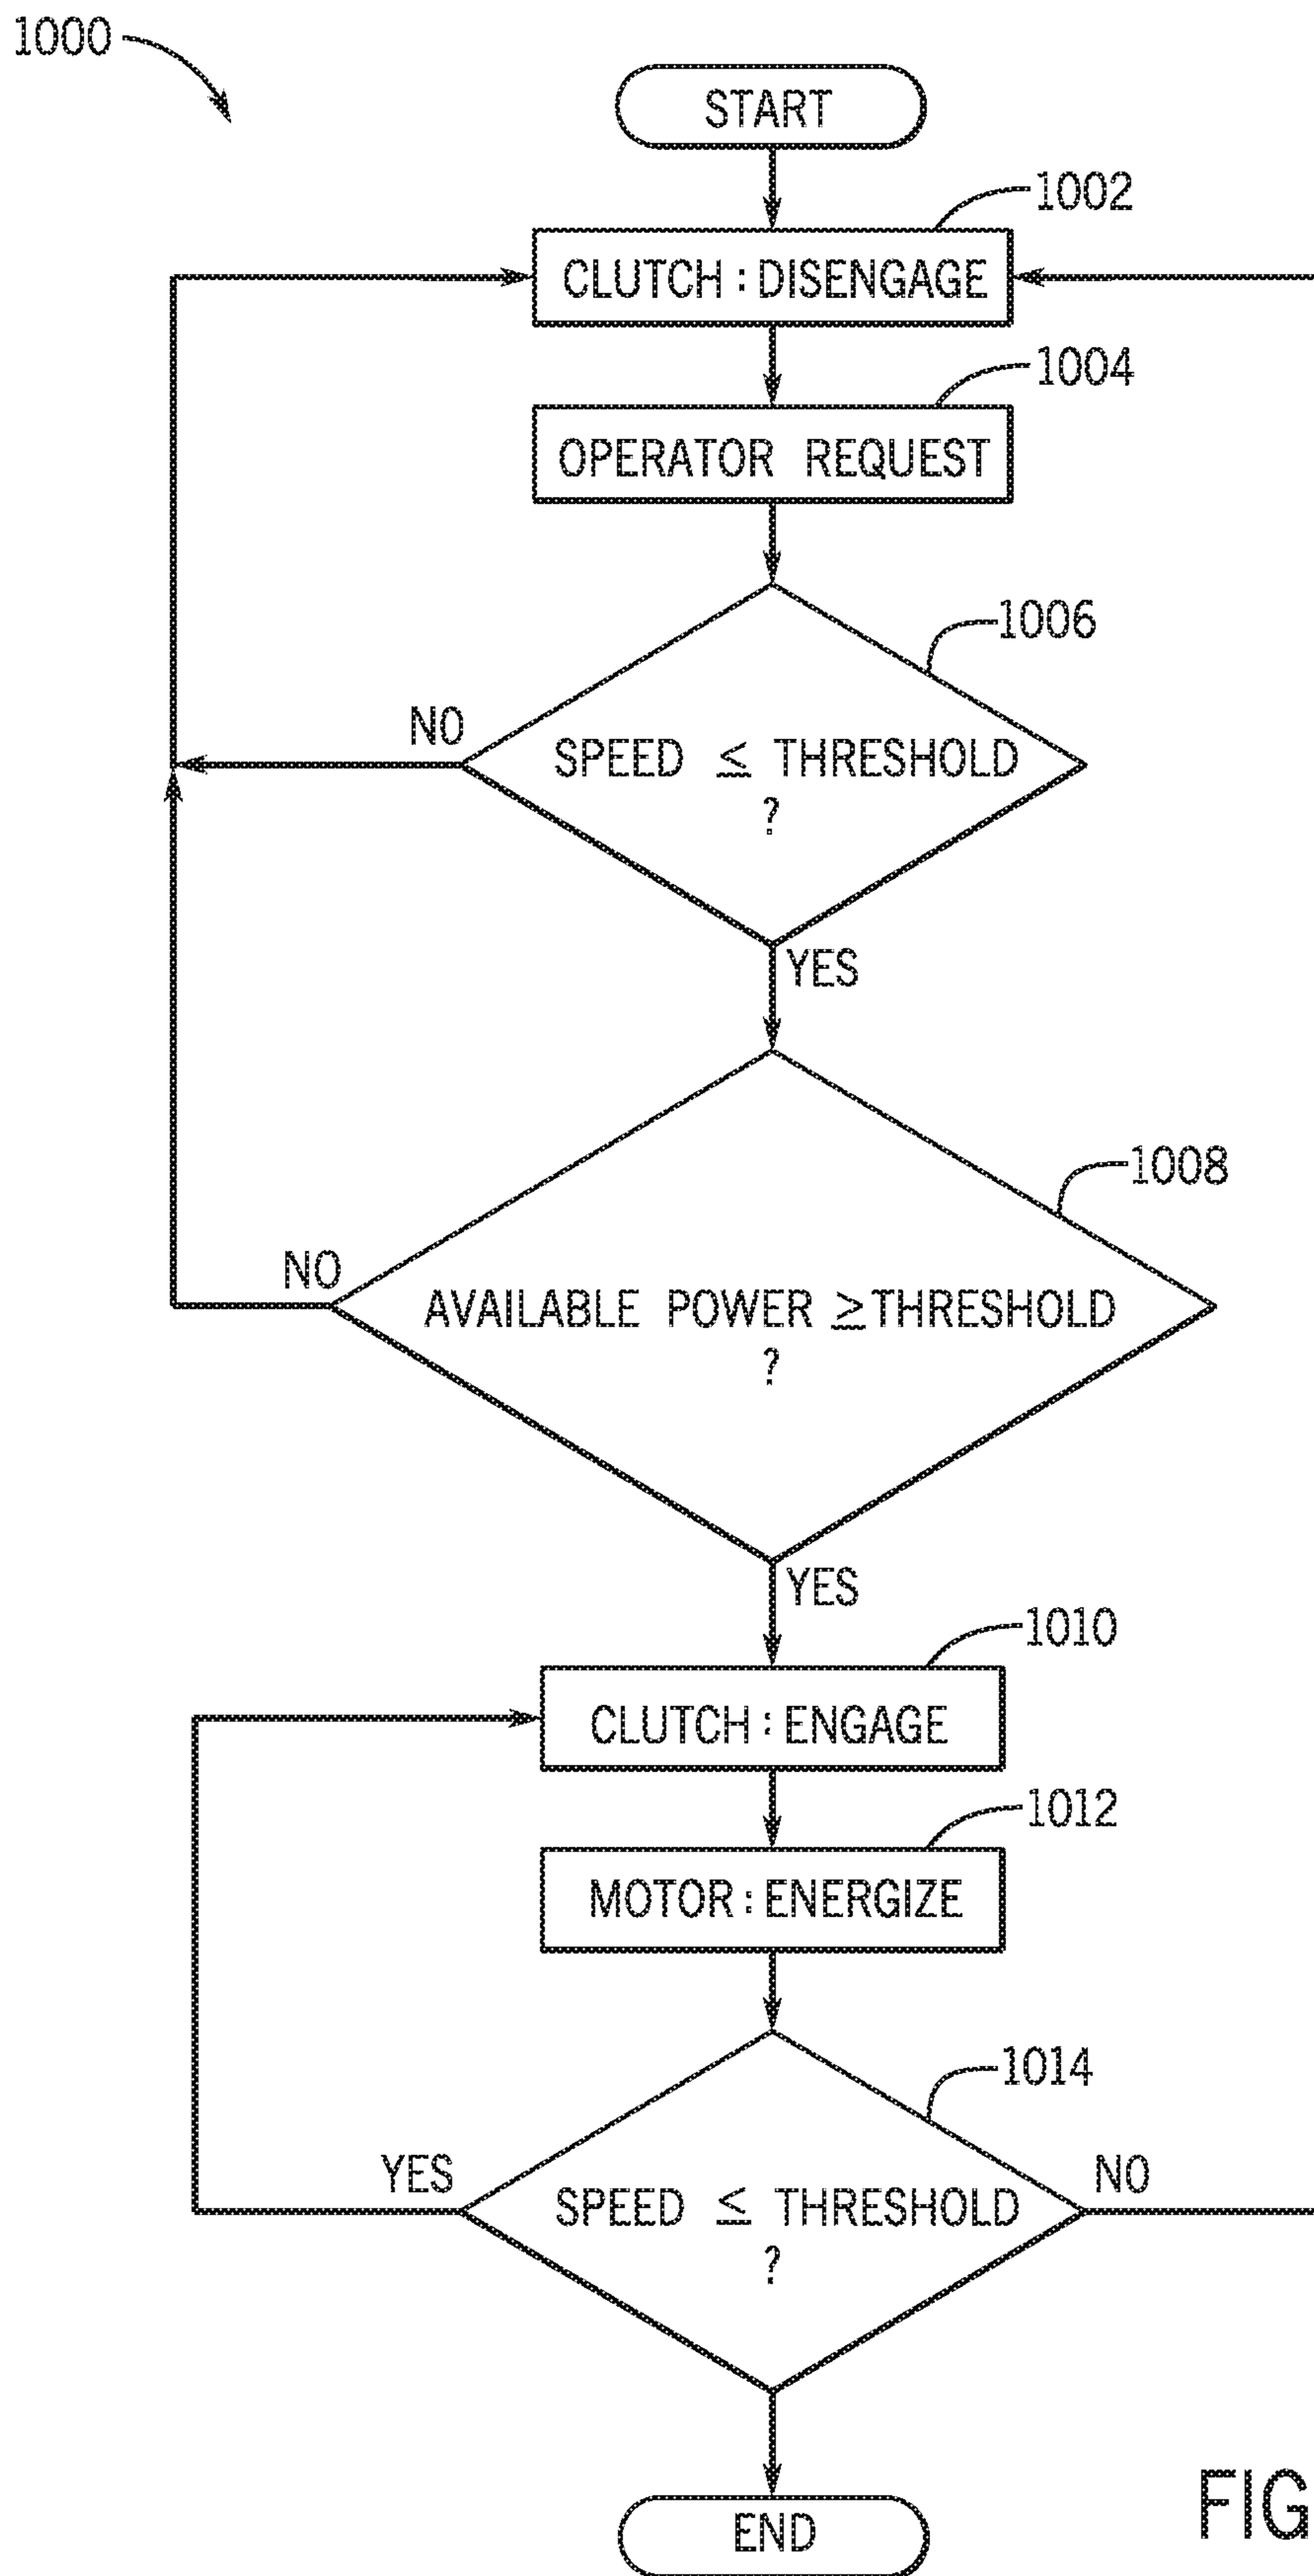 1000
START
1002
CLUTCH : DISENGAGE
1004
OPERATOR REQUEST
1006
NO
SPEED ≤ THRESHOLD
?
YES
1008
NO
AVAILABLE POWER ≥ THRESHOLD
?
YES
1010
CLUTCH : ENGAGE
1012
MOTOR : ENERGIZE
1014
YES
NO
SPEED ≤ THRESHOLD
?
FIG
END